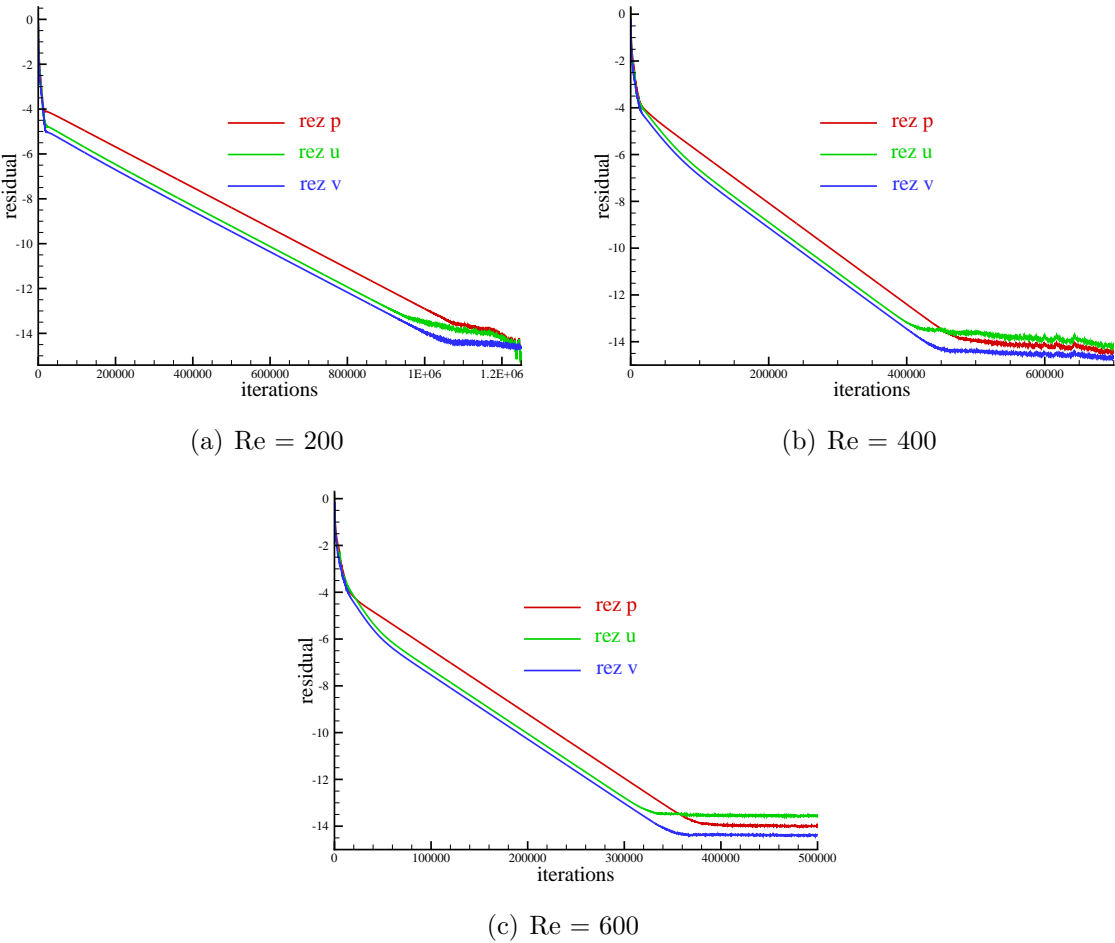 0
-2
-4
-6
-8
-10
-12
-14
residual
rez p
rez u
rez v
0 200000 400000 600000 800000 1E+06 1.2E+06
iterations
(a) Re = 200
0
-2
-4
-6
-8
-10
-12
-14
residual
rez p
rez u
rez v
0 200000 400000 600000
iterations
(b) Re = 400
0
-2
-4
-6
-8
-10
-12
-14
residual
rez p
rez u
rez v
0 100000 200000 300000 400000 500000
iterations
(c) Re = 600